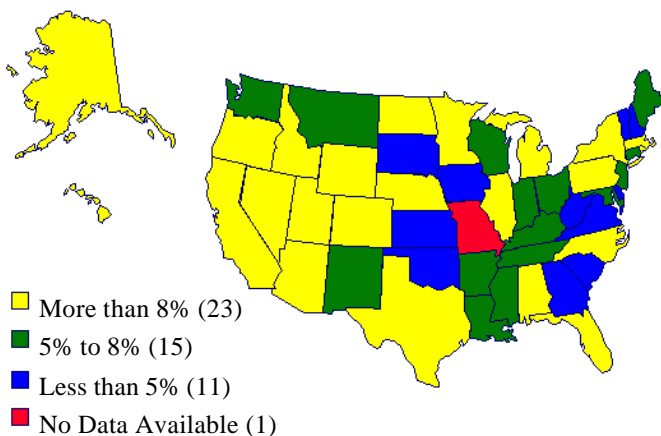 More than 8% (23)
5% to 8% (15)
Less than 5% (11)
No Data Available (1)